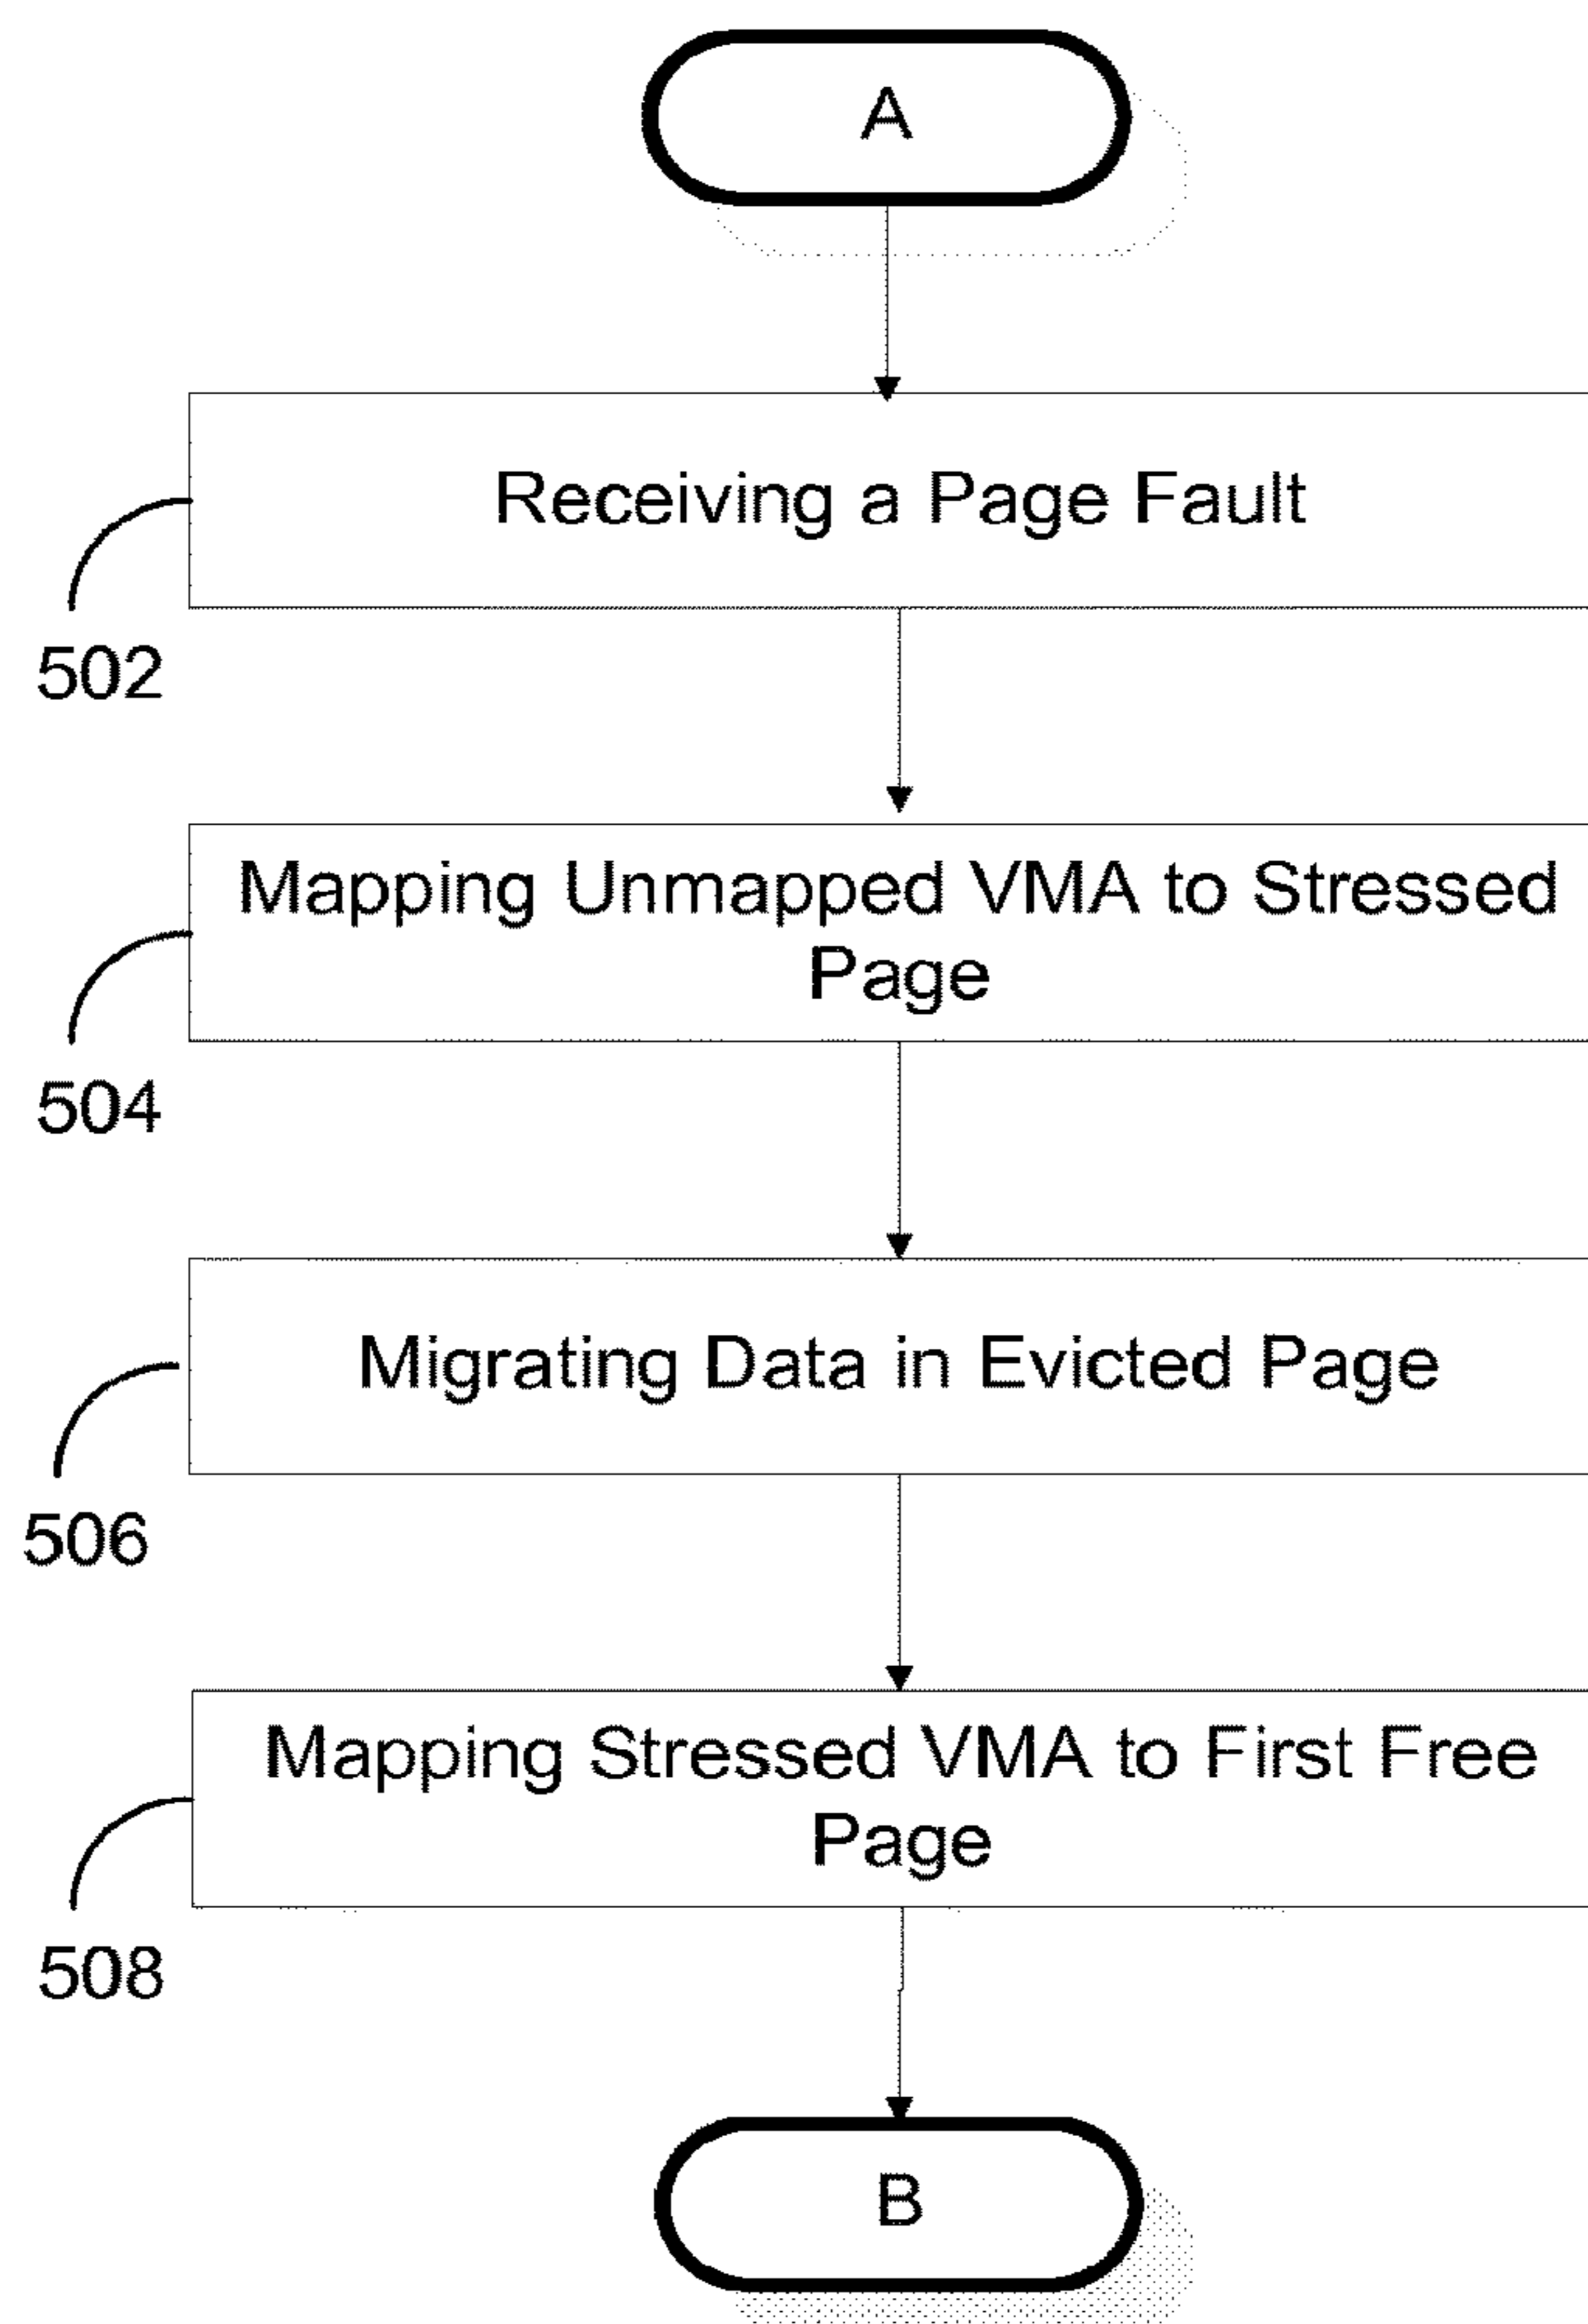 A
Receiving a Page Fault
502
Mapping Unmapped VMA to Stressed
Page
504
Migrating Data in Evicted Page
506
Mapping Stressed VMA to First Free
Page
508
B